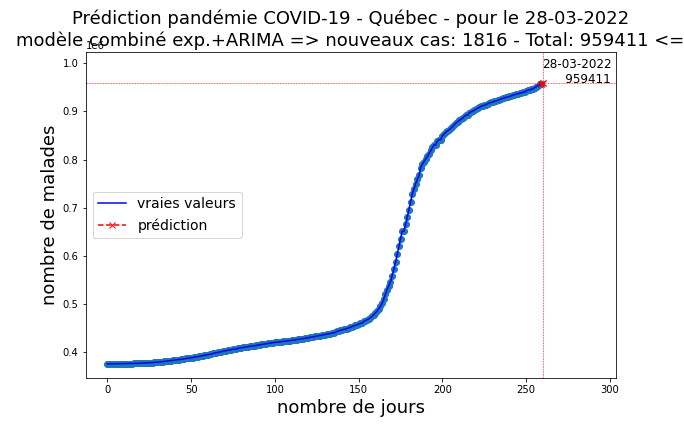 Prédiction pandémie COVID-19 - Québec - pour le 28-03-2022
modèle combiné exp.+ARIMA => nouveaux cas: 1816 - Total: 959411 <=
1e6
28-03-2022
959411
1.0
0.9
0.8
0.7
0.6
0.5
0.4
nombre de malades
vraies valeurs
prédiction
0 50 100 150 200 250 300
nombre de jours